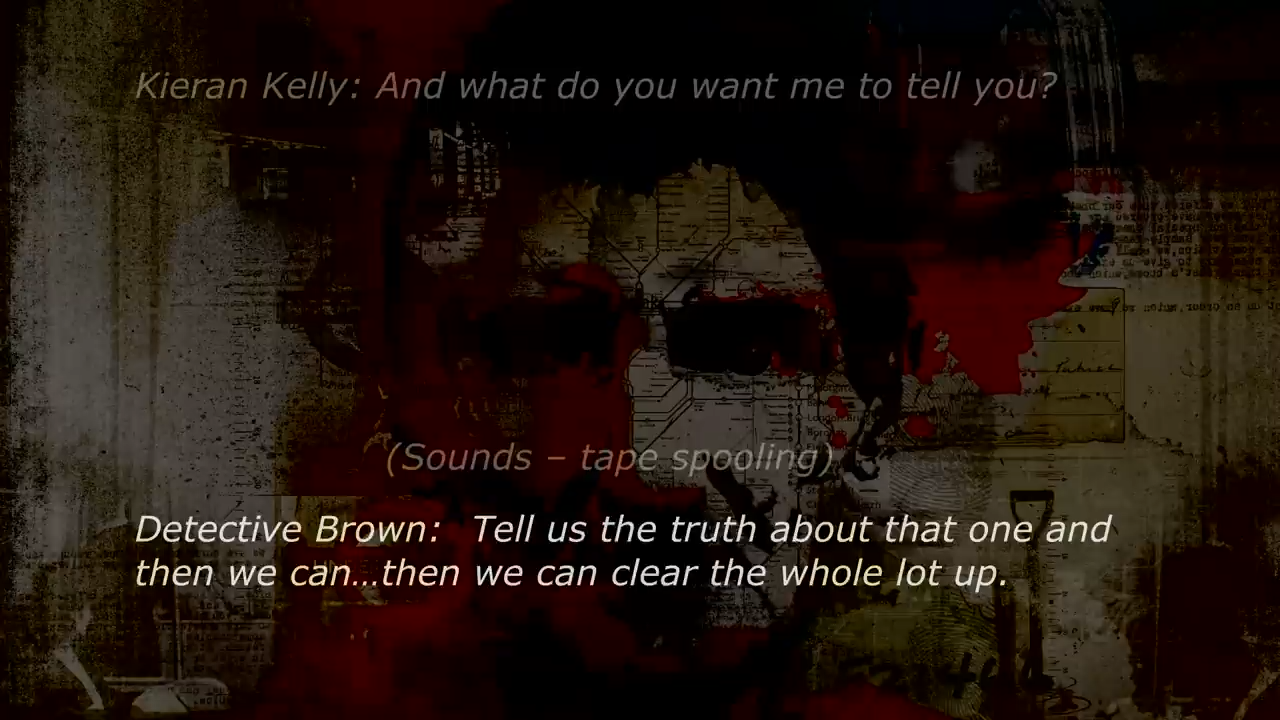 Kieran Kelly: And what do you want me to tell you?
(Sounds – tape spooling)
Detective Brown: Tell us the truth about that one and
then we can...then we can clear the whole lot up.